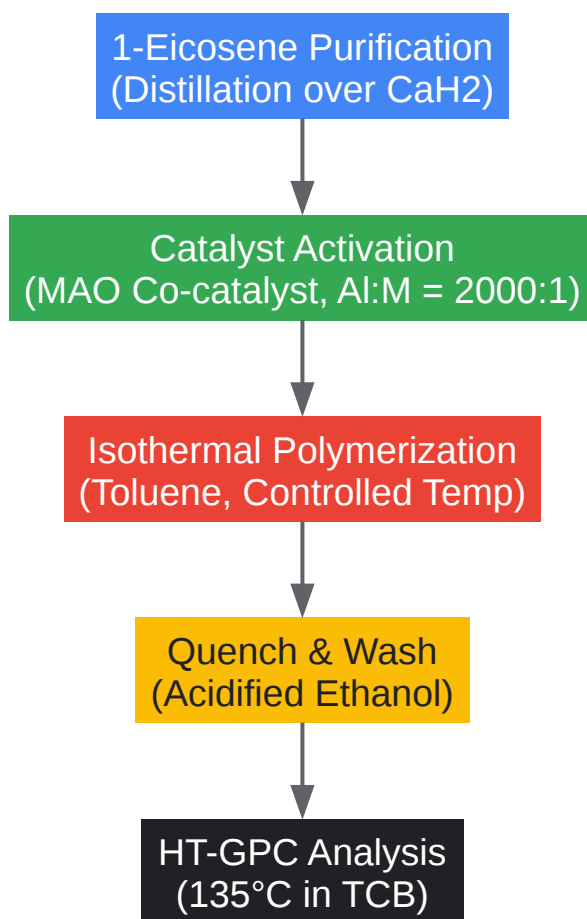 1-Eicosene Purification
(Distillation over CaH2)
Catalyst Activation
(MAO Co-catalyst, Al:M = 2000:1)
Isothermal Polymerization
(Toluene, Controlled Temp)
Quench & Wash
(Acidified Ethanol)
HT-GPC Analysis
(135°C in TCB)